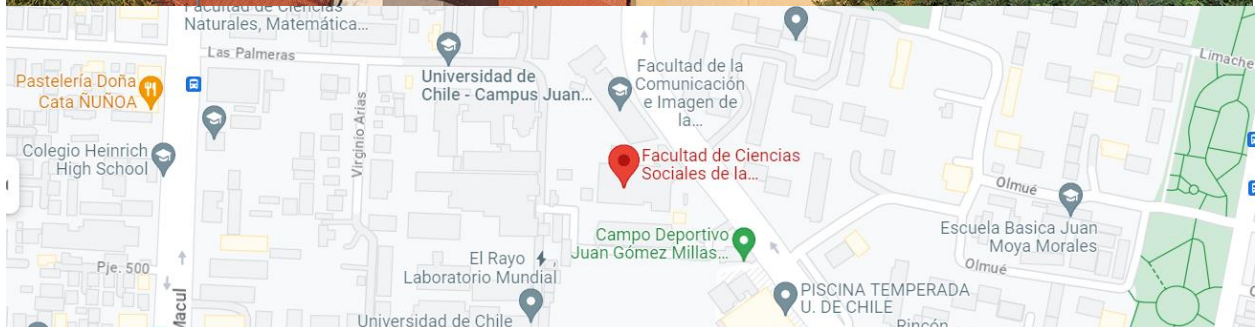 Facultad de Ciencias
Naturales, Matemática...
Las Palmeras
Pastelería Doña
Cata ÑUÑOA
Universidad de
Chile - Campus Juan...
Facultad de la
Comunicación
e Imagen de
la...
Limache
Colegio Heinrich
High School
Virginio Arias
Facultad de Ciencias
Sociales de la...
Olmué
Escuela Basica Juan
Moya Morales
Campo Deportivo
Juan Gómez Millas...
El Rayo
Laboratorio Mundial
Pje. 500
Olmué
Macul
PISCINA TEMPERADA
U. DE CHILE
Universidad de Chile
Rincón